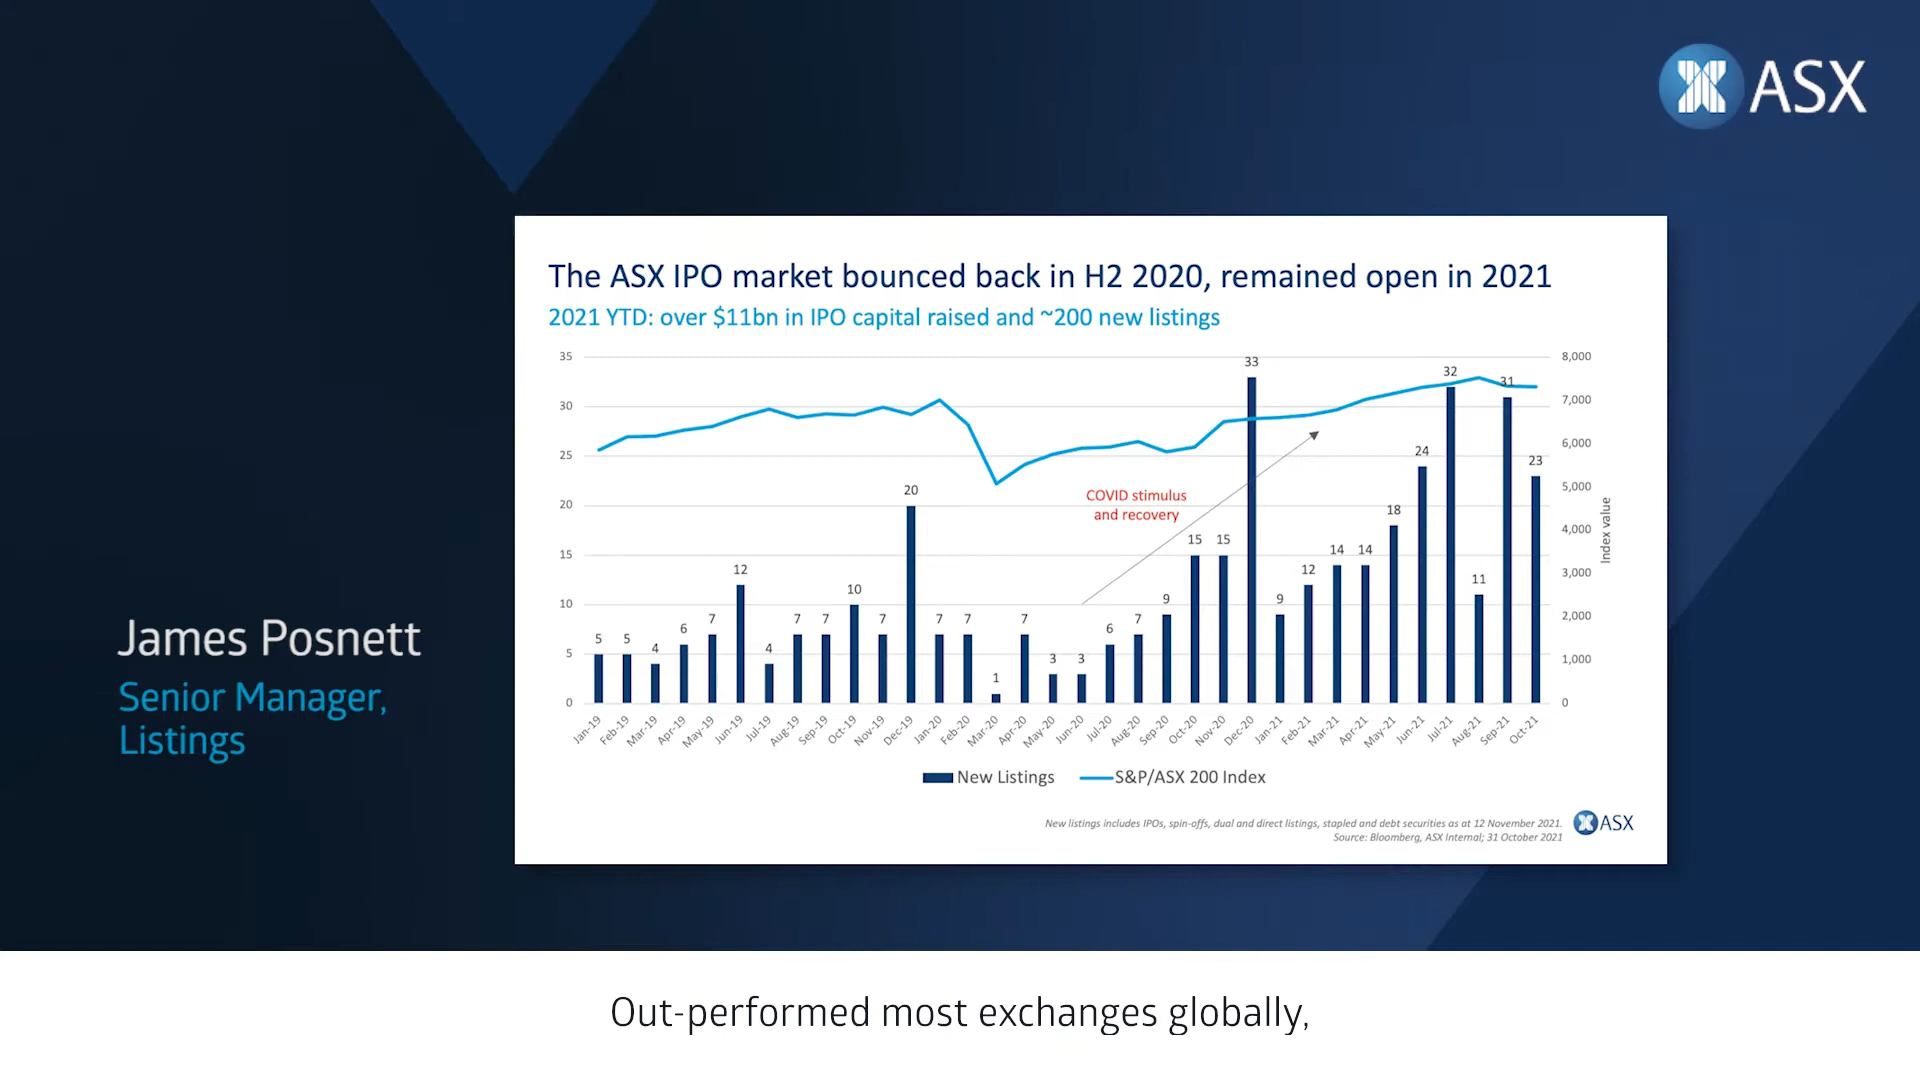 ASX
James Posnett
Senior Manager,
Listings
The ASX IPO market bounced back in H2 2020, remained open in 2021
2021 YTD: over $11bn in IPO capital raised and ~200 new listings
35
30
25
20
15
10
5
0
8,000
7,000
6,000
5,000
4,000
3,000
2,000
1,000
0
Index value
COVID stimulus
and recovery
5 5 4 6 7 12 4 7 7 10 7 20 7 7 1 7 3 3 6 7 9 15 15 33 9 12 14 14 18 24 32 11 31 23
Jan-19 Feb-19 Mar-19 Apr-19 May-19 Jun-19 Jul-19 Aug-19 Sep-19 Oct-19 Nov-19 Dec-19 Jan-20 Feb-20 Mar-20 Apr-20 May-20 Jun-20 Jul-20 Aug-20 Sep-20 Oct-20 Nov-20 Dec-20 Jan-21 Feb-21 Mar-21 Apr-21 May-21 Jun-21 Jul-21 Aug-21 Sep-21 Oct-21
New Listings S&P/ASX 200 Index
New listings includes IPOs, spin-offs, dual and direct listings, stapled and debt securities as at 12 November 2021.
Source: Bloomberg, ASX Internal; 31 October 2021
ASX
Out-performed most exchanges globally,